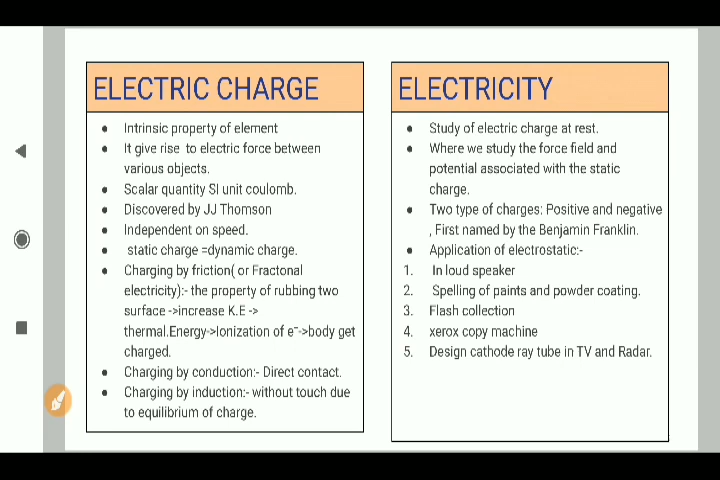 ELECTRIC CHARGE
● Intrinsic property of element
● It give rise to electric force between
various objects.
● Scalar quantity SI unit coulomb.
● Discovered by JJ Thomson
● Independent on speed.
● static charge =dynamic charge.
● Charging by friction( or Fractonal
electricity):- the property of rubbing two
surface ->increase K.E ->
thermal.Energy->Ionization of e⁻->body get
charged.
● Charging by conduction:- Direct contact.
● Charging by induction:- without touch due
to equilibrium of charge.
ELECTRICITY
● Study of electric charge at rest.
● Where we study the force field and
potential associated with the static
charge.
● Two type of charges: Positive and negative
, First named by the Benjamin Franklin.
● Application of electrostatic:-
1. In loud speaker
2. Spelling of paints and powder coating.
3. Flash collection
4. xerox copy machine
5. Design cathode ray tube in TV and Radar.